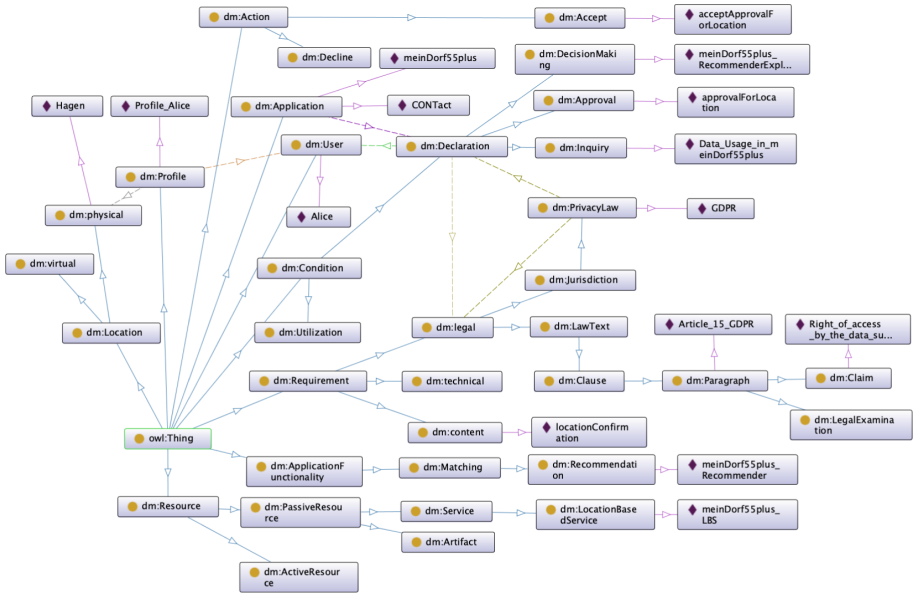 dm:Action
dm:Accept
acceptApprovalF
orLocation
dm:Decline
meinDorf55plus
dm:DecisionMaki
ng
meinDorf55plus_
RecommenderExpl...
Hagen
Profile_Alice
dm:Application
CONTact
dm:Approval
approvalForLoca
tion
dm:User
dm:Declaration
dm:Inquiry
Data_Usage_in_m
einDorf55plus
dm:Profile
dm:physical
Alice
dm:PrivacyLaw
GDPR
dm:virtual
dm:Condition
dm:Jurisdiction
dm:Location
dm:Utilization
dm:legal
dm:LawText
Article_15_GDPR
Right_of_access
_by_the_data_su...
dm:Requirement
dm:technical
dm:Clause
dm:Paragraph
dm:Claim
owl:Thing
dm:content
locationConfirm
ation
dm:LegalExamina
tion
dm:ApplicationF
unctionality
dm:Matching
dm:Recommendati
on
meinDorf55plus_
Recommender
dm:Resource
dm:PassiveResou
rce
dm:Service
dm:LocationBase
dService
meinDorf55plus_
LBS
dm:Artifact
dm:ActiveResour
ce